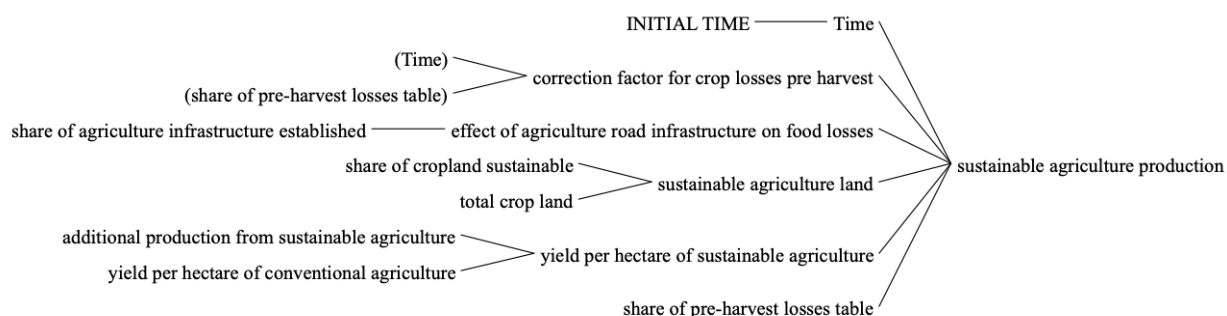 INITIAL TIME Time
(Time)
correction factor for crop losses pre harvest
(share of pre-harvest losses table)
share of agriculture infrastructure established effect of agriculture road infrastructure on food losses
share of cropland sustainable
sustainable agriculture production
sustainable agriculture land
total crop land
additional production from sustainable agriculture
yield per hectare of sustainable agriculture
yield per hectare of conventional agriculture
share of pre-harvest losses table